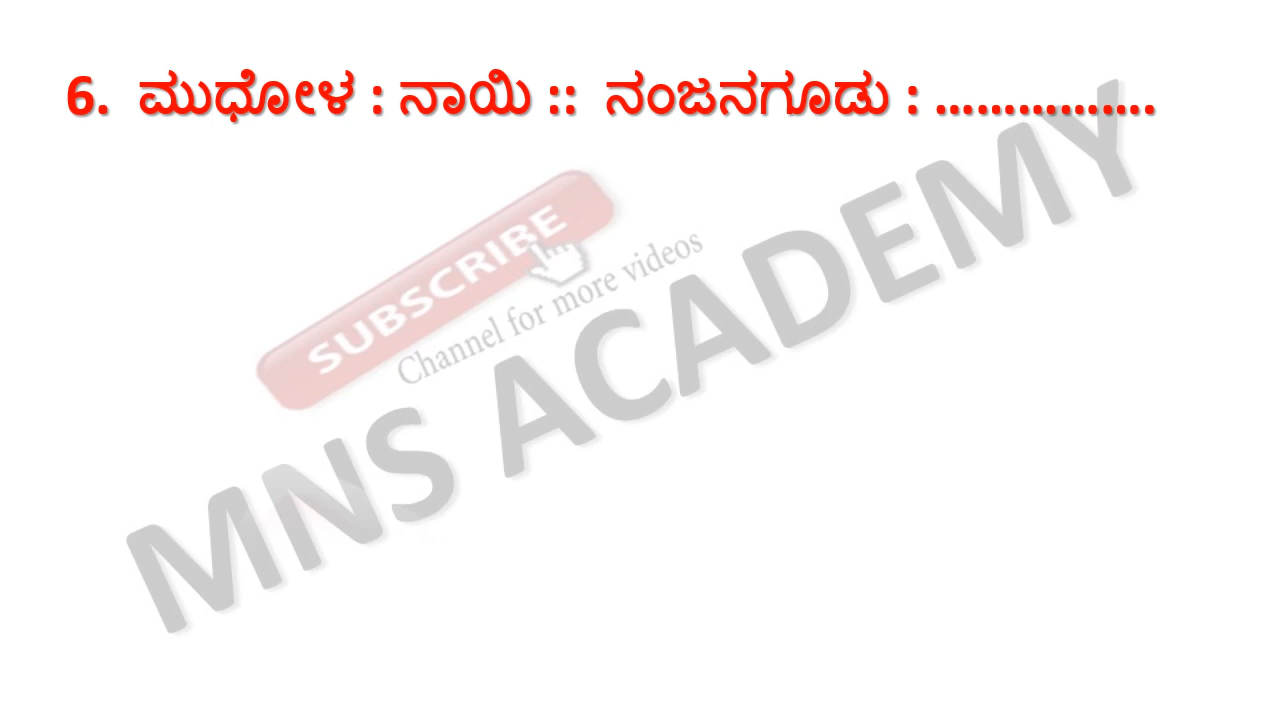 6. ಮುಧೋಳ : ನಾಯಿ :: ನಂಜನಗೂಡು : ................
SUBSCRIBE
Channel for more videos
MNS ACADEMY